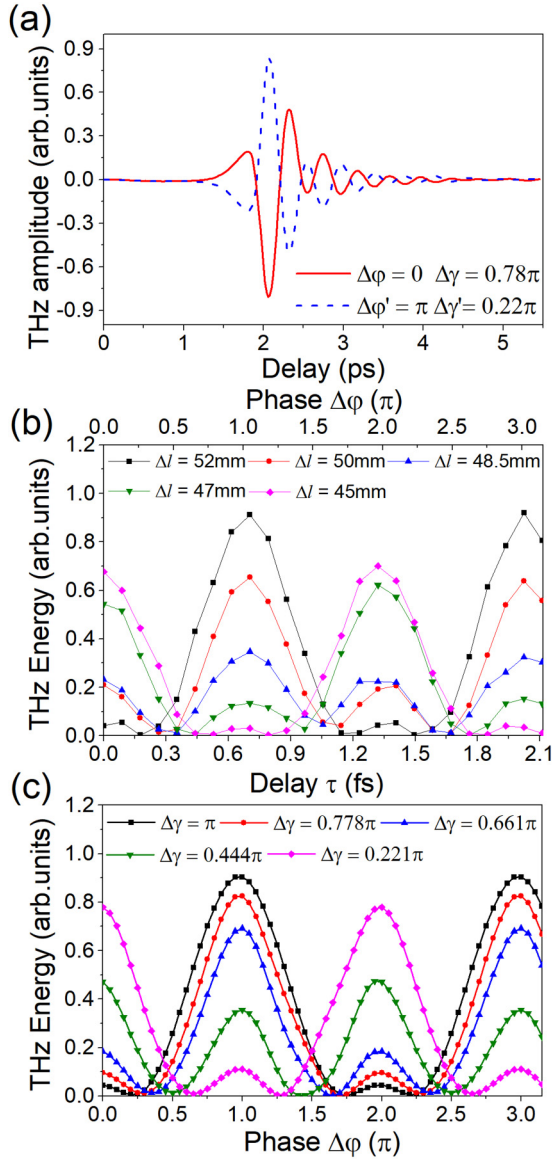 (a)
THz amplitude (arb.units)
0.9
0.6
0.3
0.0
-0.3
-0.6
-0.9
Δφ = 0 Δγ = 0.78π
Δφ' = π Δγ' = 0.22π
0 1 2 3 4 5
Delay (ps)
Phase Δφ (π)
(b)
0.0 0.5 1.0 1.5 2.0 2.5 3.0
THz Energy (arb.units)
1.2
1.0
0.8
0.6
0.4
0.2
0.0
Δl = 52mm Δl = 50mm Δl = 48.5mm
Δl = 47mm Δl = 45mm
0.0 0.3 0.6 0.9 1.2 1.5 1.8 2.1
Delay τ (fs)
(c)
THz Energy (arb.units)
1.2
1.0
0.8
0.6
0.4
0.2
0.0
Δγ = π Δγ = 0.778π Δγ = 0.661π
Δγ = 0.444π Δγ = 0.221π
0.0 0.5 1.0 1.5 2.0 2.5 3.0
Phase Δφ (π)